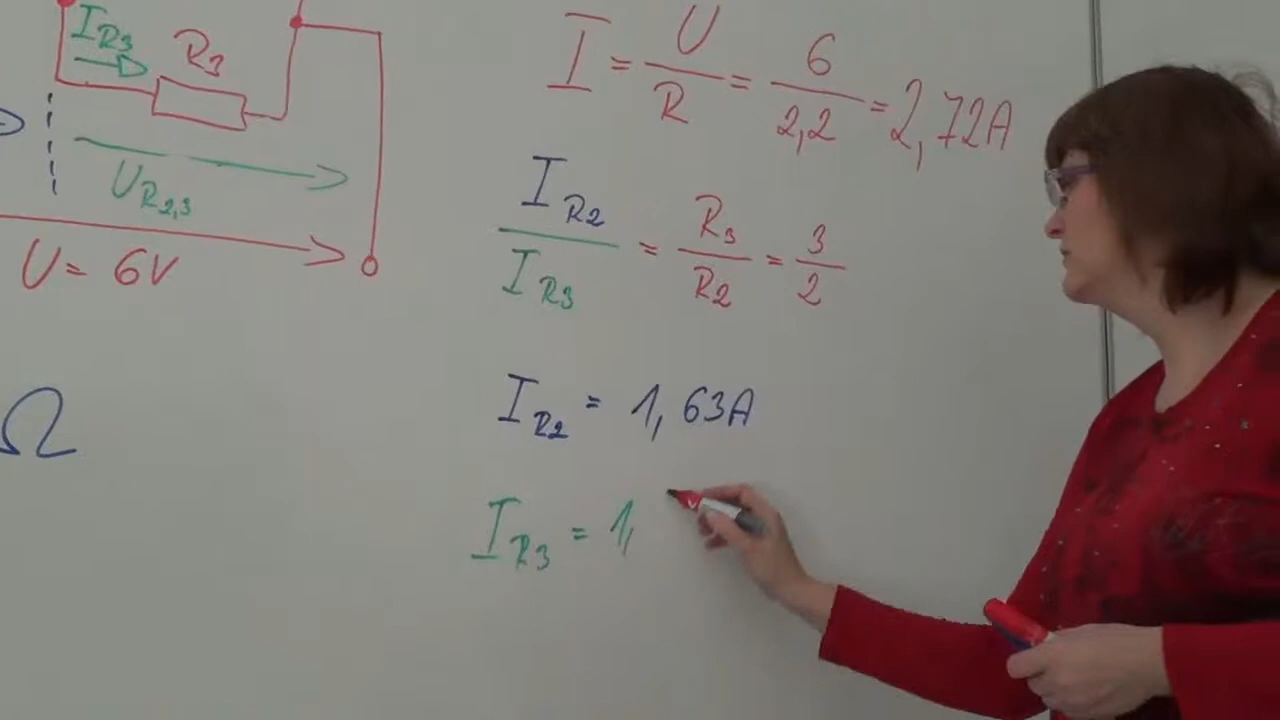 I_R3
R3
U_R2,3
U = 6V
Ω
I = U/R = 6/2,2 = 2,72A
I_R2/I_R3 = R3/R2 = 3/2
I_R2 = 1,63A
I_R3 = 1,